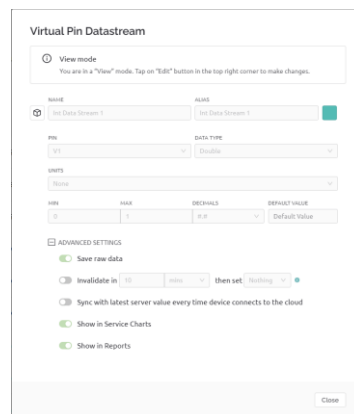 Virtual Pin Datastream
View mode
You are in a "View" mode. Tap on "Edit" button in the top right corner to make changes.
NAME ALIAS
Int Data Stream 1 Int Data Stream 1
PIN DATA TYPE
V1 Double
UNITS
None
MIN MAX DECIMALS DEFAULT VALUE
0 1 #.# Default Value
ADVANCED SETTINGS
Save raw data
Invalidate in 10 mins then set Nothing
Sync with latest server value every time device connects to the cloud
Show in Service Charts
Show in Reports
Close